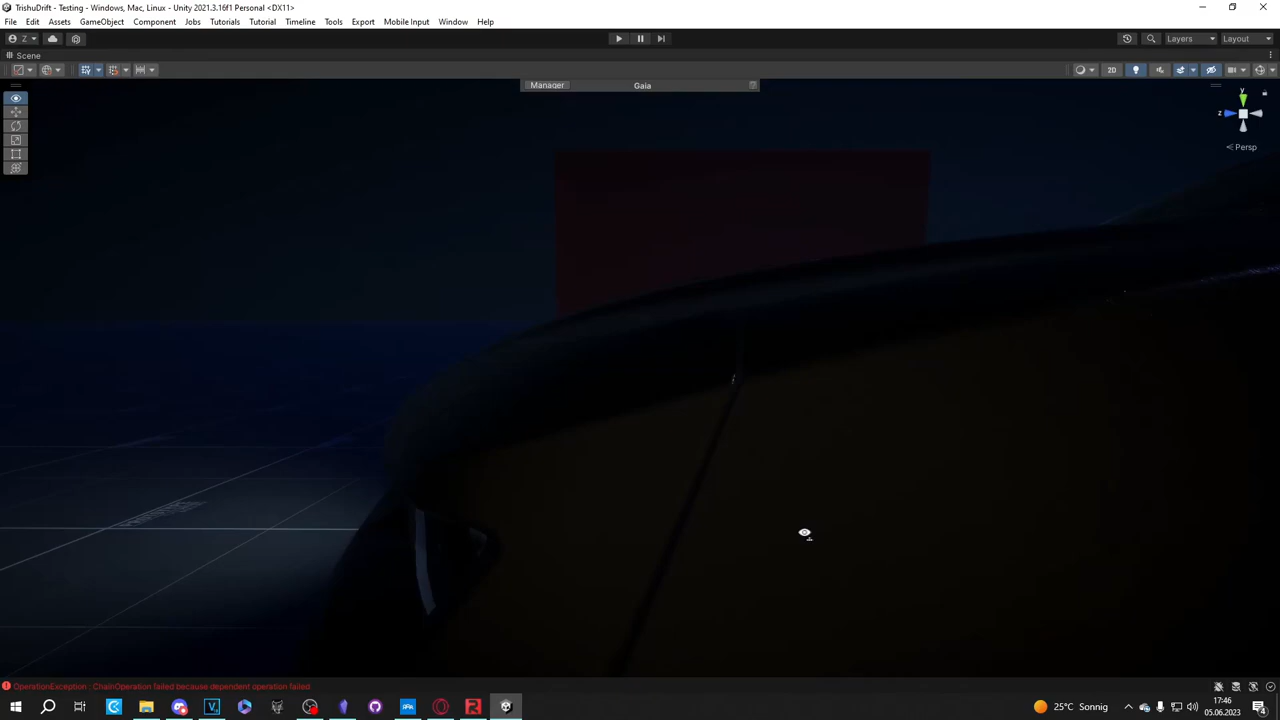 TrishuDrift - Testing - Windows, Mac, Linux - Unity 2021.3.16f1 Personal <DX11>
File Edit Assets GameObject Component Jobs Tutorials Tutorial Timeline Tools Export Mobile Input Window Help
Z Layers Layout
Scene
2D
Manager Gaia
y
z
Persp
OperationException : ChainOperation failed because dependent operation failed
25°C Sonnig
17:46
05.06.2023
4